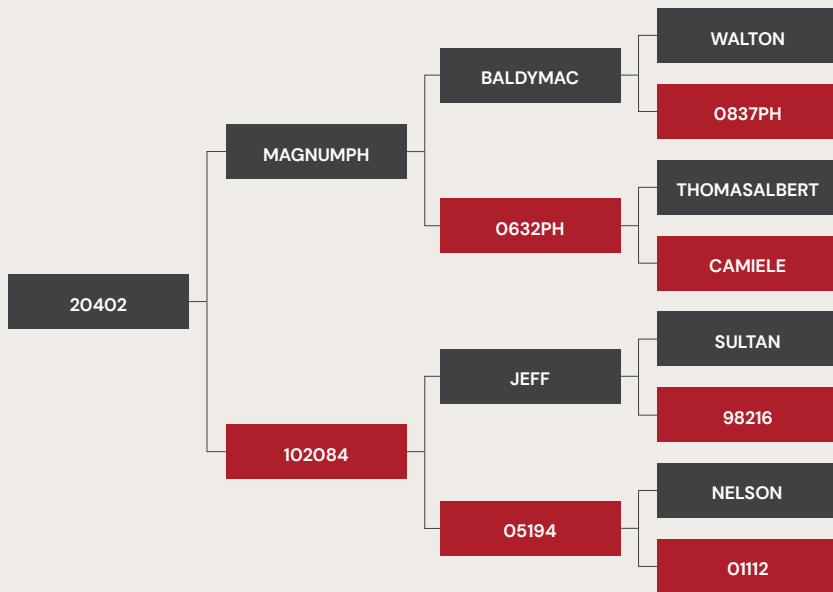 WALTON
BALDYMAC
0837PH
MAGNUMPH
THOMASALBERT
0632PH
CAMIELE
20402
SULTAN
JEFF
98216
102084
NELSON
05194
01112